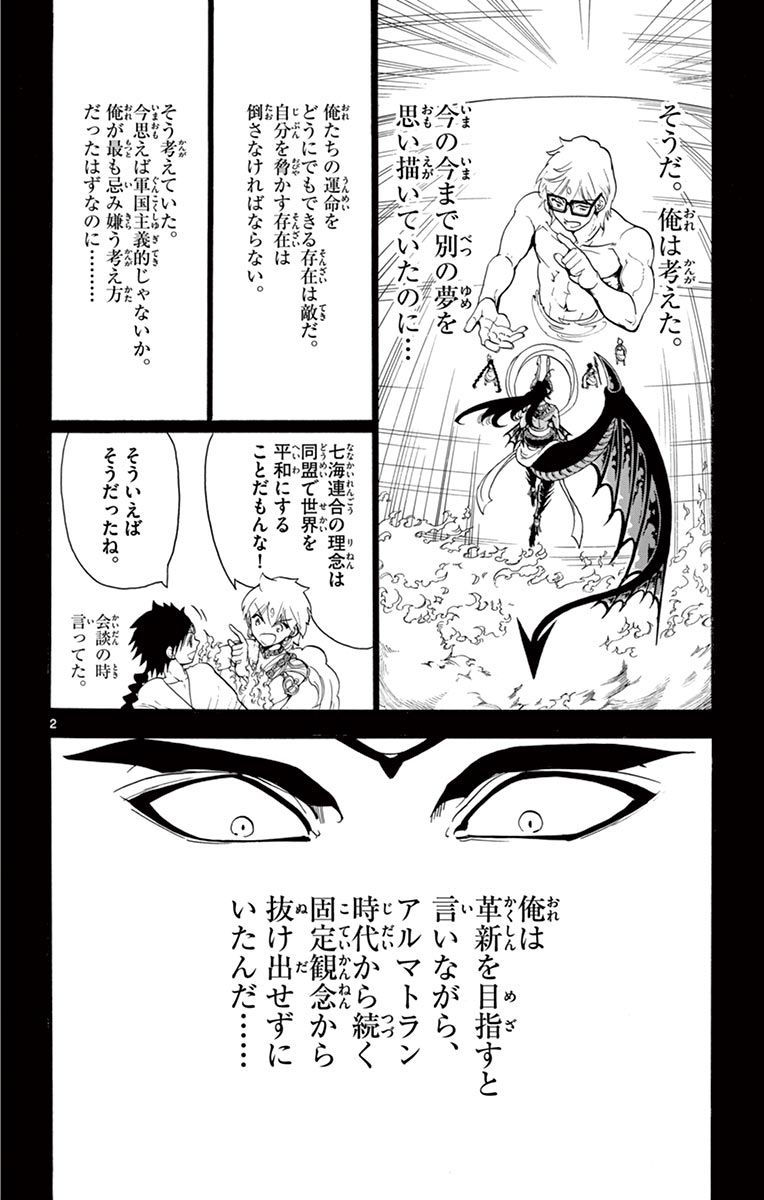 そうだ。俺は考えた。
今の今まで別の夢を
思い描いていたのに…
俺たちの運命を
どうにでもできる存在は敵だ。
自分を脅かす存在は
倒さなければならない。
そう考えていた。
今思えば軍国主義的じゃないか。
俺が最も忌み嫌う考え方
だったはずなのに………
七海連合の理念は
同盟で世界を
平和にする
ことだもんな！
そういえば
そうだったね。
会談の時
言ってた。
2
俺は
革新を目指すと
言いながら、
アルマトラン
時代から続く
固定観念から
抜け出せずに
いたんだ……